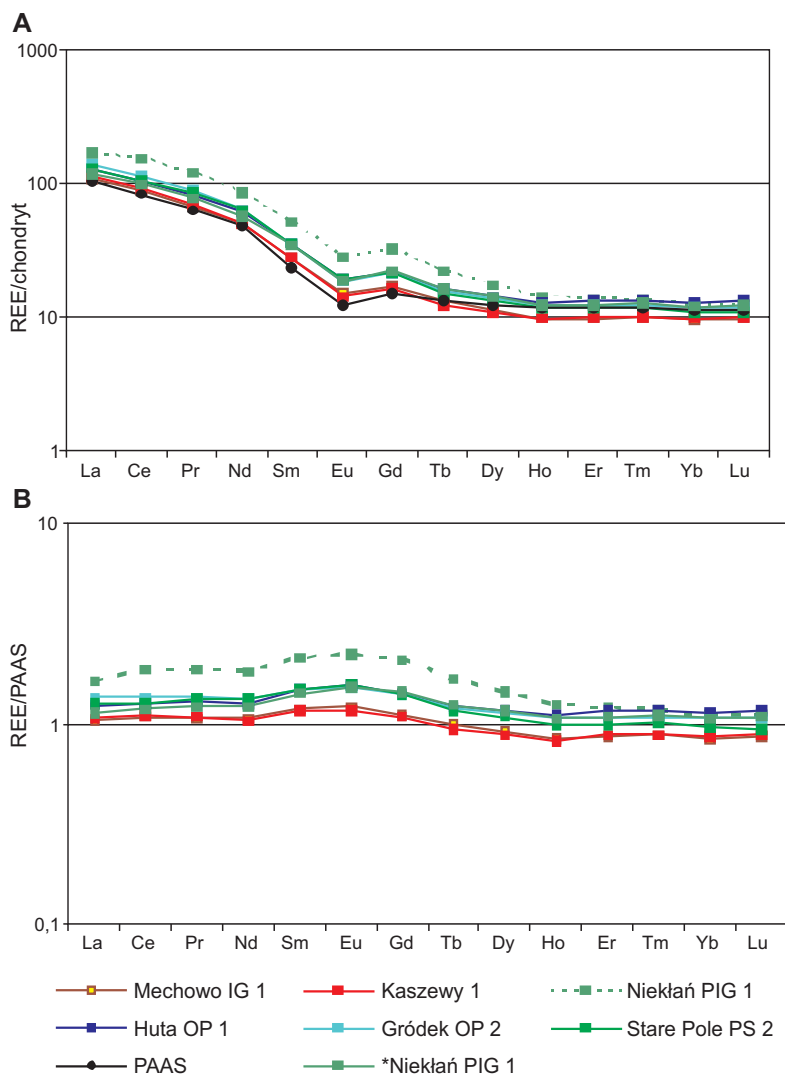 A
1000
100
10
1
REE/chondryt
La Ce Pr Nd Sm Eu Gd Tb Dy Ho Er Tm Yb Lu
B
10
1
0,1
REE/PAAS
La Ce Pr Nd Sm Eu Gd Tb Dy Ho Er Tm Yb Lu
Mechowo IG 1 Kaszewy 1 Niekłań PIG 1
Huta OP 1 Gródek OP 2 Stare Pole PS 2
PAAS *Niekłań PIG 1